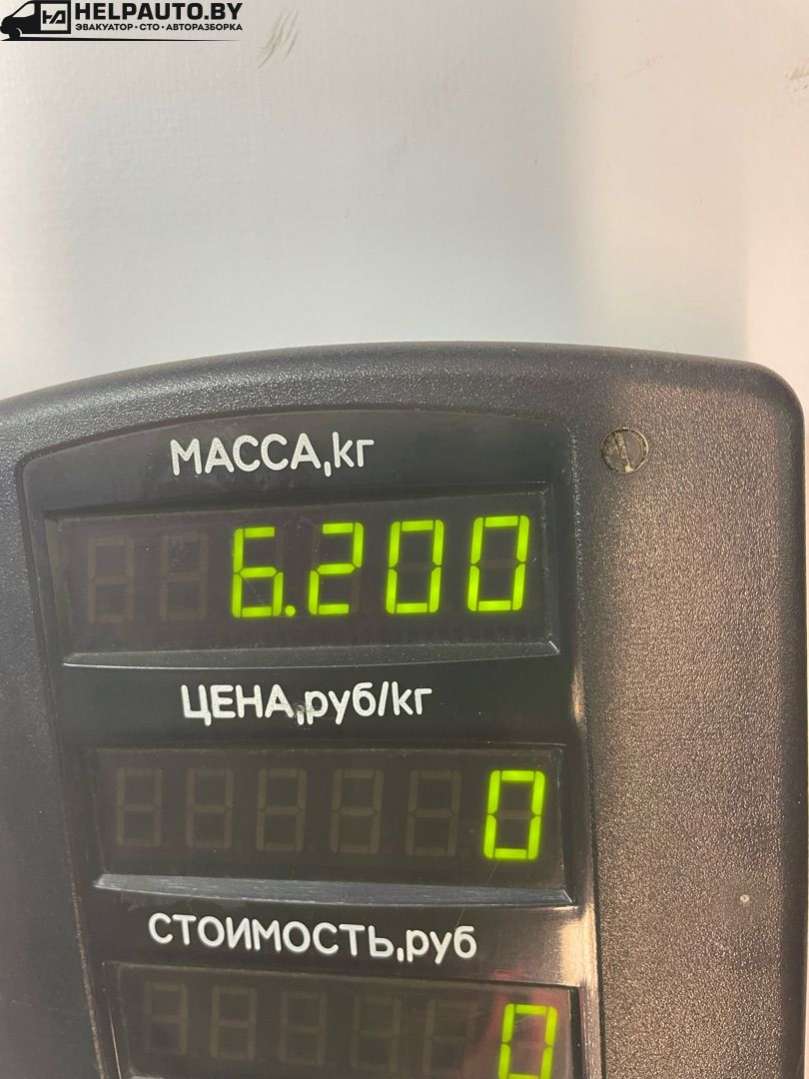 HELPAUTO.BY
ЭВАКУАТОР • СТО • АВТОРАЗБОРКА
МАССА,кг
6.200
ЦЕНА,руб/кг
0
СТОИМОСТЬ,руб
0